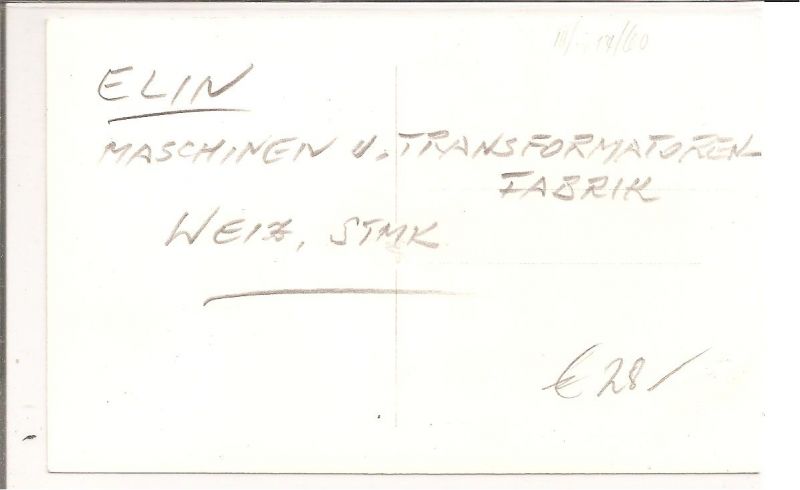 ELIN
MASCHINEN U. TRANSFORMATOREN-
FABRIK
WEIZ, STMK
€ 28/